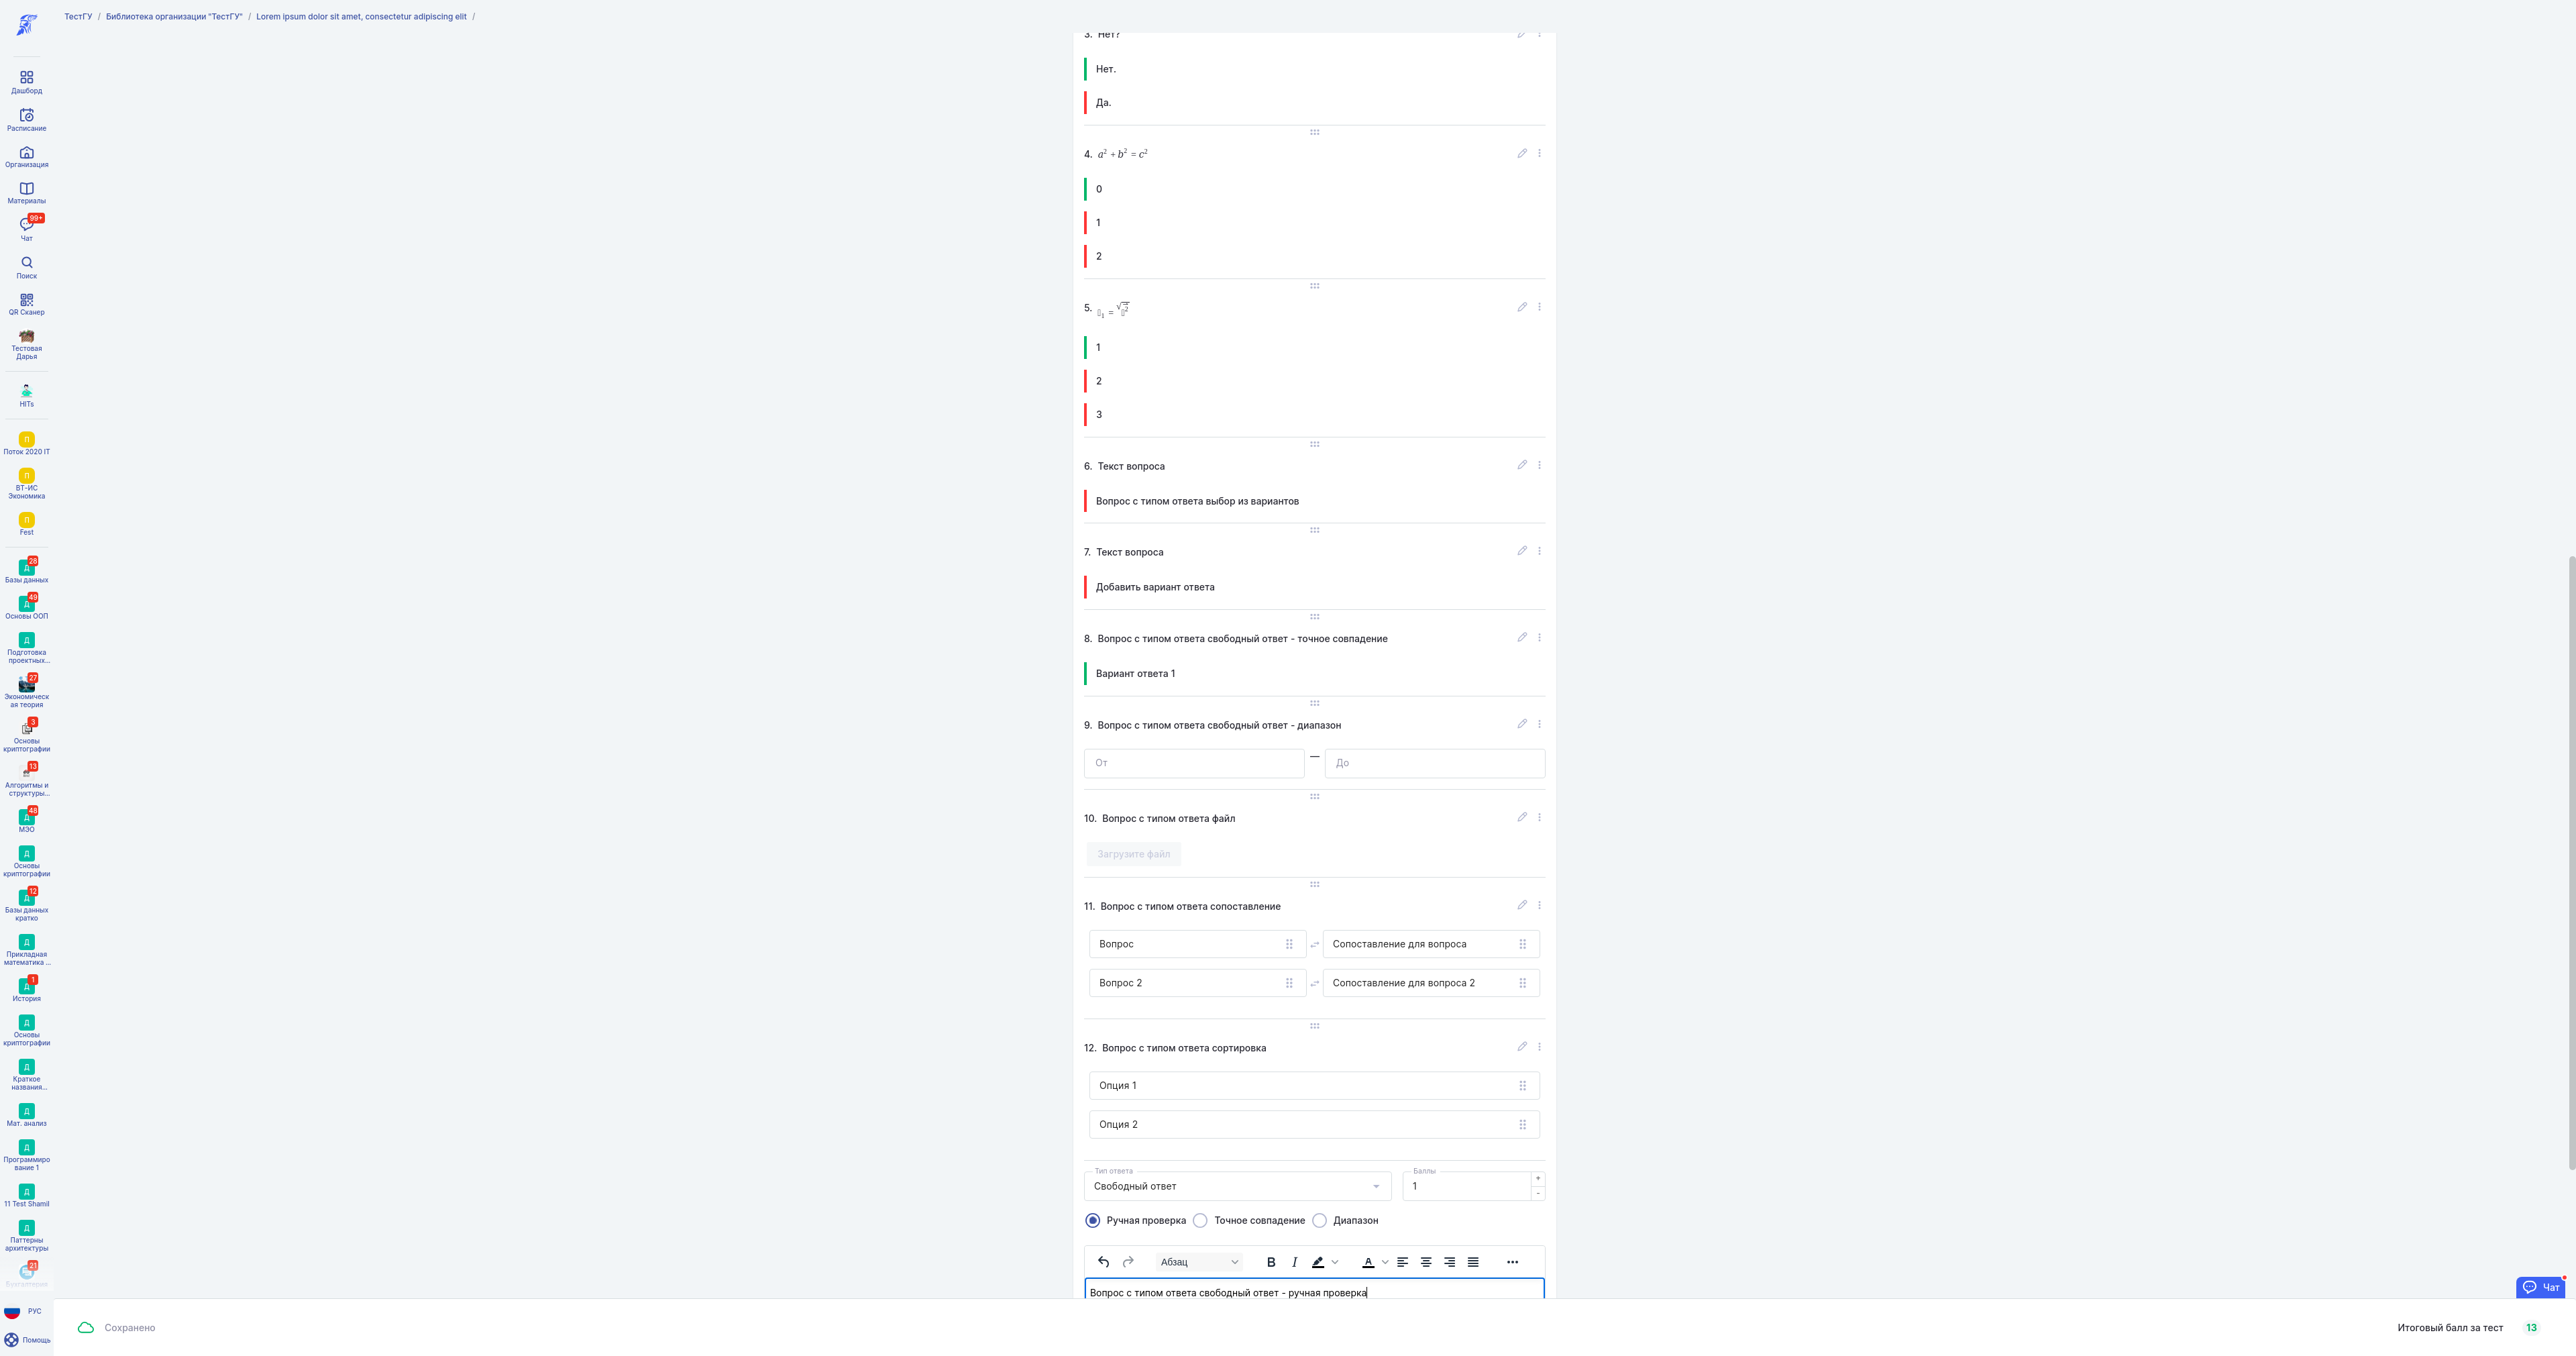 ТестГУ / Библиотека организации "ТестГУ" / Lorem ipsum dolor sit amet, consectetur adipiscing elit /
Дашборд
Расписание
Организация
Материалы
99+
Чат
Поиск
QR Сканер
Тестовая
Дарья
HITs
П
Поток 2020 IT
П
ВТ-ИС
Экономика
П
Fest
28
Д
Базы данных
49
Д
Основы ООП
Д
Подготовка
проектных...
27
Экономическ
ая теория
3
Основы
криптографии
13
Алгоритмы и
структуры...
48
Д
МЭО
Д
Основы
криптографии
12
Д
Базы данных
кратко
Д
Прикладная
математика ...
1
Д
История
Д
Основы
криптографии
Д
Краткое
названия...
Д
Мат. анализ
Д
Программиро
вание 1
Д
11 Test Shamil
Д
Паттерны
архитектуры
21
Бухгалтерия
РУС
Помощь
3. Нет?
Нет.
Да.
4. a² + b² = c²
0
1
2
5.
1
2
3
6. Текст вопроса
Вопрос с типом ответа выбор из вариантов
7. Текст вопроса
Добавить вариант ответа
8. Вопрос с типом ответа свободный ответ - точное совпадение
Вариант ответа 1
9. Вопрос с типом ответа свободный ответ - диапазон
От — До
10. Вопрос с типом ответа файл
Загрузите файл
11. Вопрос с типом ответа сопоставление
Вопрос Сопоставление для вопроса
Вопрос 2 Сопоставление для вопроса 2
12. Вопрос с типом ответа сортировка
Опция 1
Опция 2
Тип ответа Баллы
Свободный ответ 1 + -
Ручная проверка Точное совпадение Диапазон
Абзац B I A
Вопрос с типом ответа свободный ответ - ручная проверка
Чат
Сохранено
Итоговый балл за тест 13